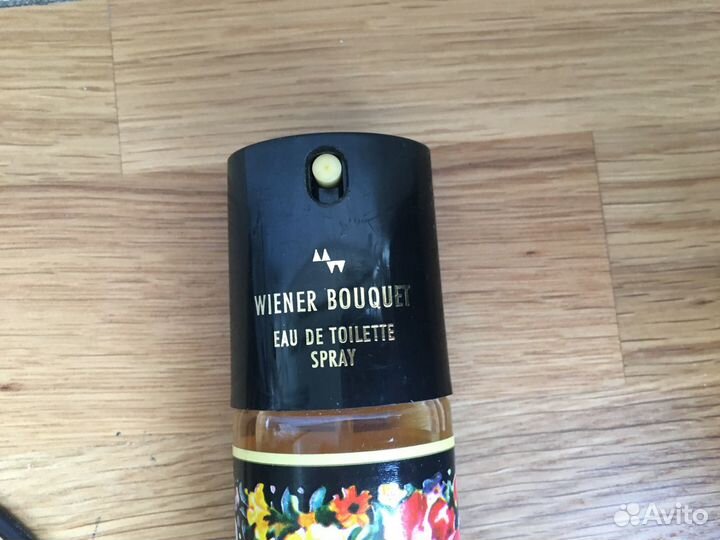 WIENER BOUQUET
EAU DE TOILETTE
SPRAY
Avito